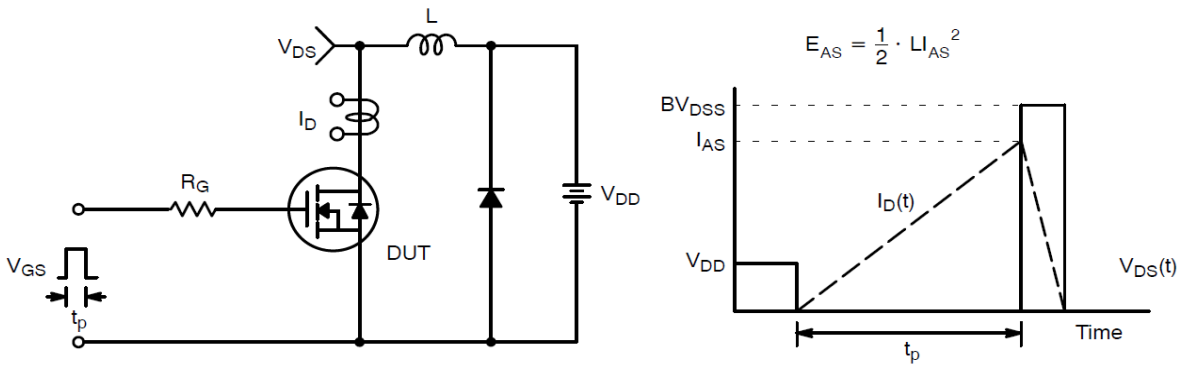 L
V_DS
I_D
R_G
V_DD
DUT
V_GS
t_p
E_AS = 1/2 · LI_AS^2
BV_DSS
I_AS
I_D(t)
V_DD
V_DS(t)
t_p
Time